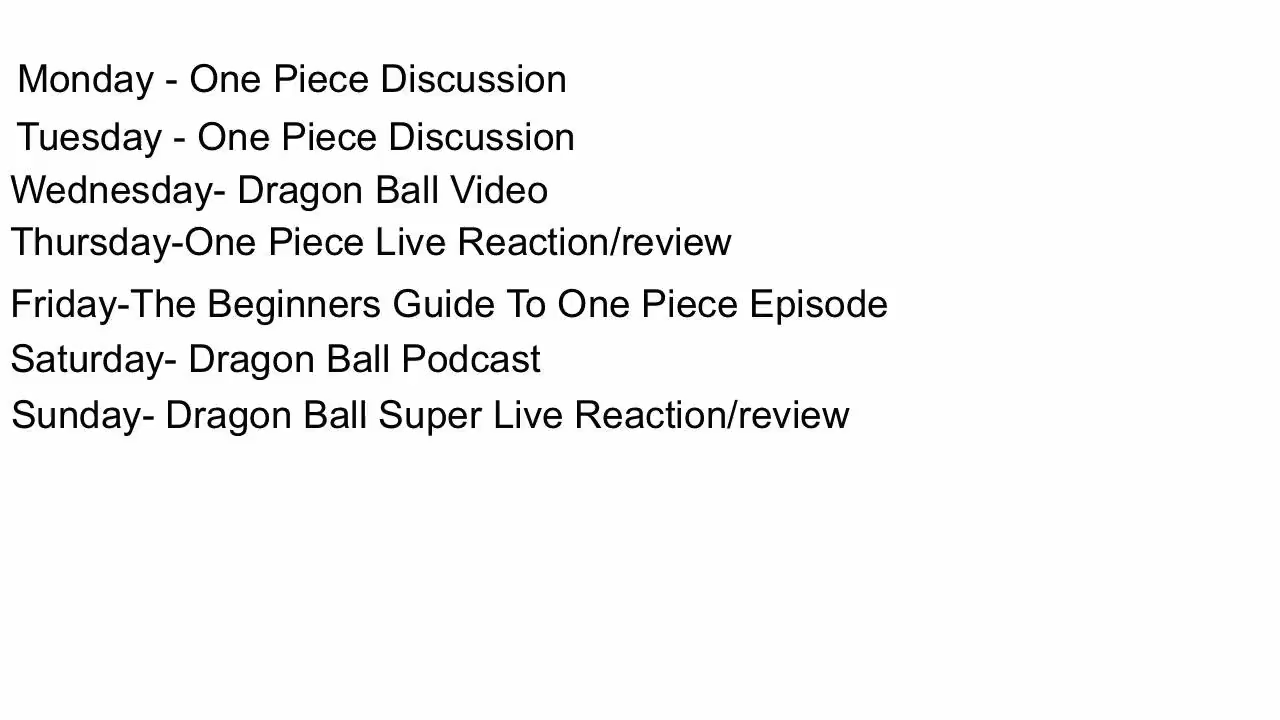 Monday - One Piece Discussion
Tuesday - One Piece Discussion
Wednesday- Dragon Ball Video
Thursday-One Piece Live Reaction/review
Friday-The Beginners Guide To One Piece Episode
Saturday- Dragon Ball Podcast
Sunday- Dragon Ball Super Live Reaction/review